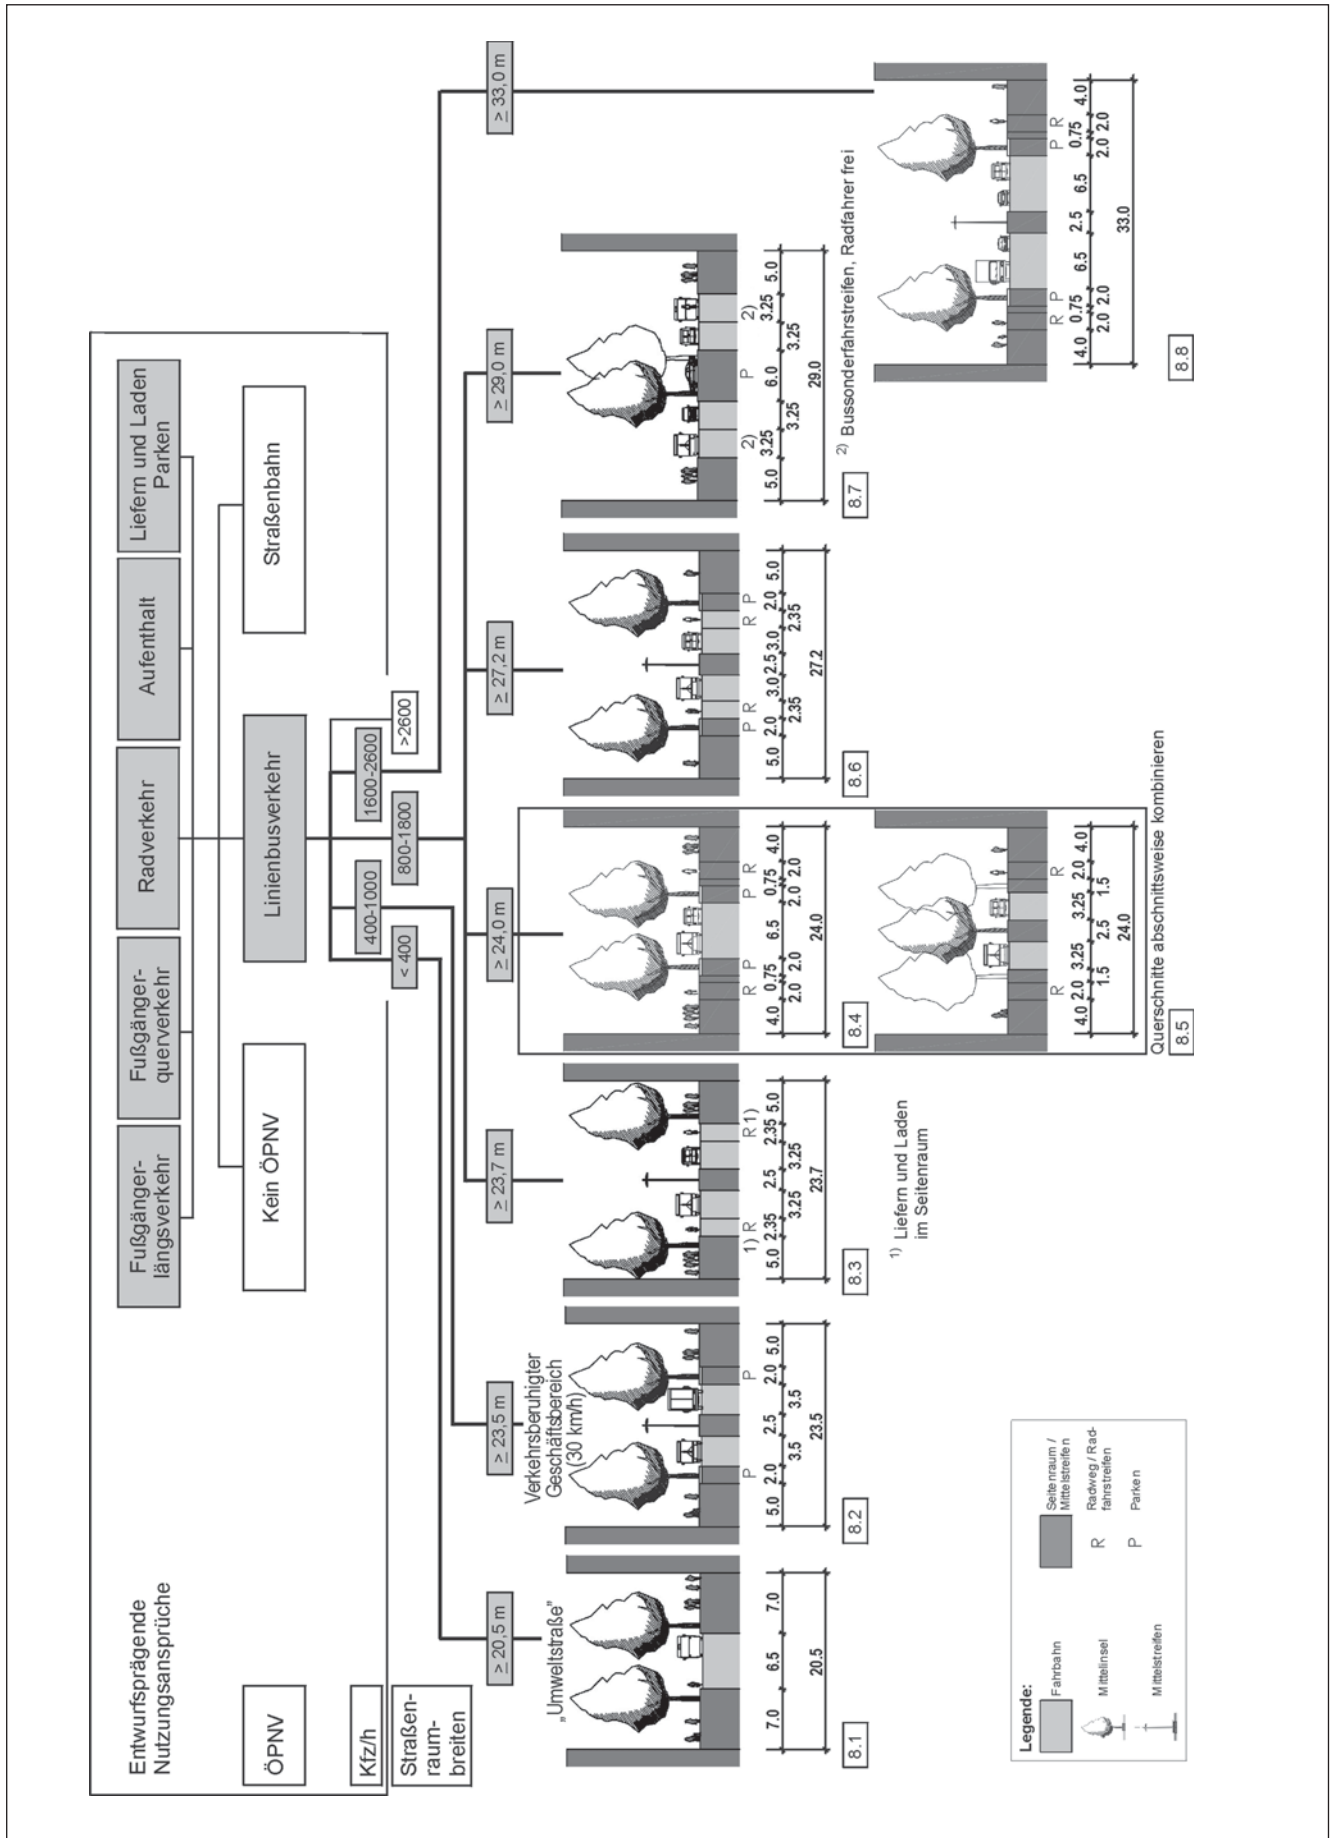 Entwurfsprägende
Nutzungsansprüche
Fußgänger-
längsverkehr
Fußgänger-
querverkehr
Radverkehr
Aufenthalt
Liefern und Laden
Parken
ÖPNV
Kein ÖPNV
Linienbusverkehr
Straßenbahn
Kfz/h
< 400
400-1000
800-1800
1600-2600
>2600
Straßen-
raum-
breiten
≥ 20,5 m
≥ 23,5 m
≥ 23,7 m
≥ 24,0 m
≥ 27,2 m
≥ 29,0 m
≥ 33,0 m
„Umweltstraße”
7.0 6.5 7.0
20.5
8.1
Verkehrsberuhigter
Geschäftsbereich
(30 km/h)
P P
5.0 2.0 2.5 2.0 5.0
3.5 3.5
23.5
8.2
1) R R 1)
5.0 2.35 2.5 2.35 5.0
3.25 3.25
23.7
8.3
1) Liefern und Laden
im Seitenraum
R P P R
4.0 0.75 6.5 0.75 4.0
2.0 2.0 2.0 2.0
24.0
8.4
R R
4.0 2.0 3.25 3.25 2.0 4.0
1.5 2.5 1.5
24.0
Querschnitte abschnittsweise kombinieren
8.5
P R R P
5.0 2.0 3.0 2.5 3.0 2.0 5.0
2.35 2.35
27.2
8.6
2) P 2)
5.0 3.25 6.0 3.25 5.0
3.25 3.25
29.0
8.7
2) Bussonderfahrstreifen, Radfahrer frei
R P P R
4.0 0.75 6.5 2.5 6.5 0.75 4.0
2.0 2.0 2.0 2.0
33.0
8.8
Legende:
Fahrbahn
Mittelinsel
Mittelstreifen
Seitenraum /
Mittelstreifen
R Radweg / Rad-
fahrstreifen
P Parken